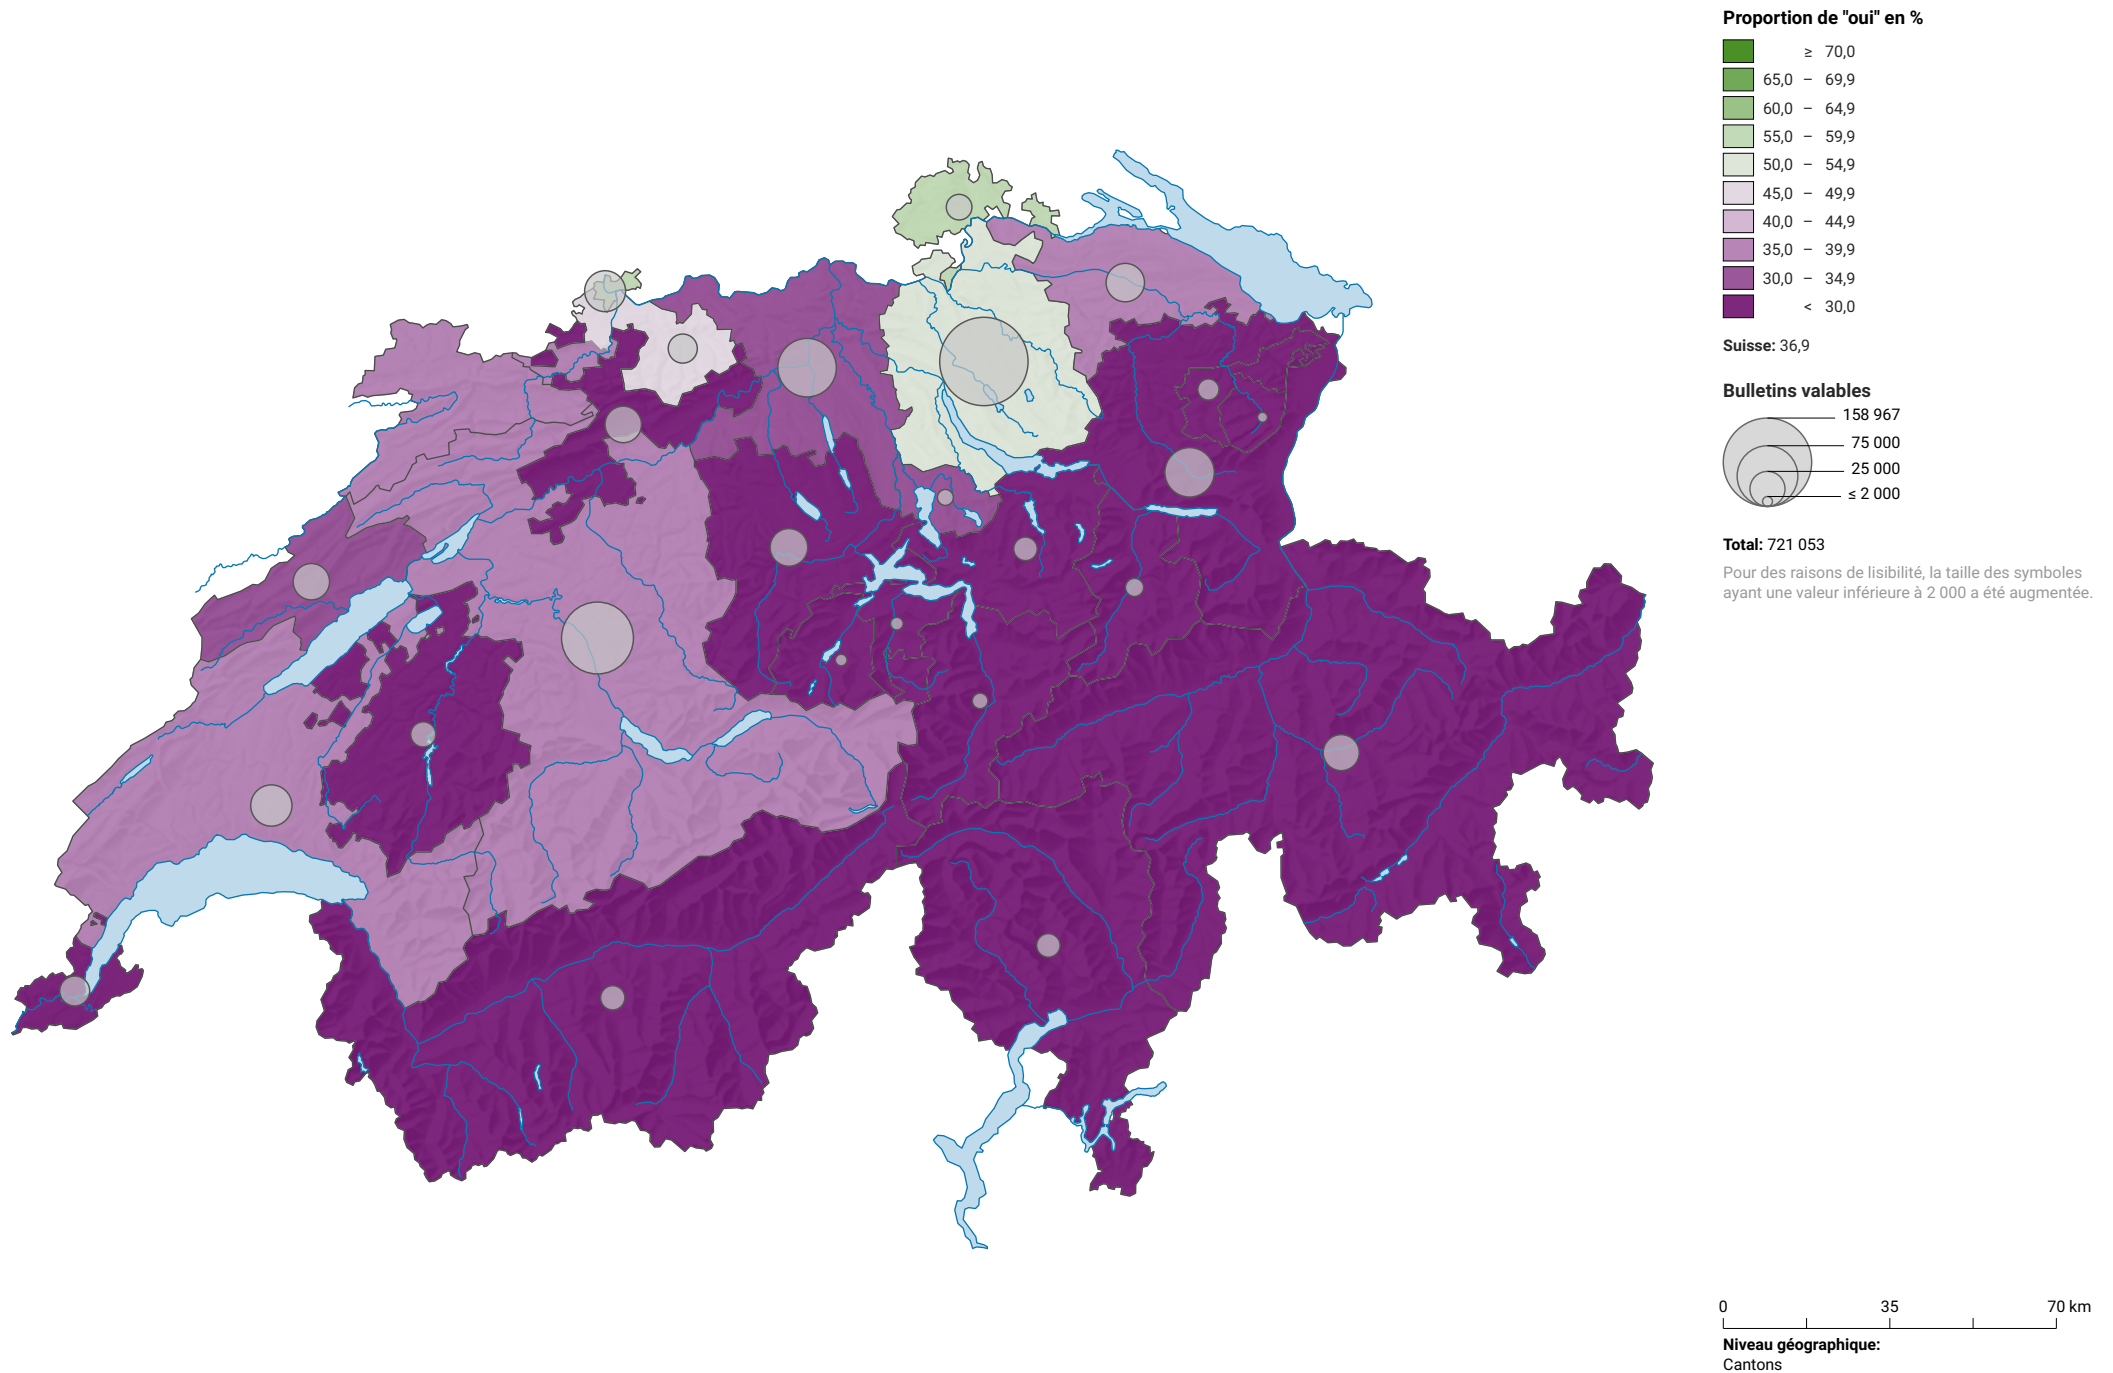 Proportion de "oui" en %
≥ 70,0
65,0 – 69,9
60,0 – 64,9
55,0 – 59,9
50,0 – 54,9
45,0 – 49,9
40,0 – 44,9
35,0 – 39,9
30,0 – 34,9
< 30,0
Suisse: 36,9
Bulletins valables
158 967
75 000
25 000
≤ 2 000
Total: 721 053
Pour des raisons de lisibilité, la taille des symboles
ayant une valeur inférieure à 2 000 a été augmentée.
0 35 70 km
Niveau géographique:
Cantons